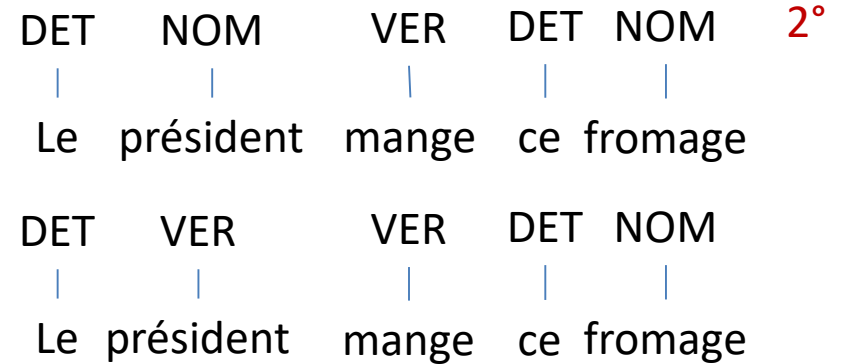 DET NOM VER DET NOM 2°
Le président mange ce fromage
DET VER VER DET NOM
Le président mange ce fromage